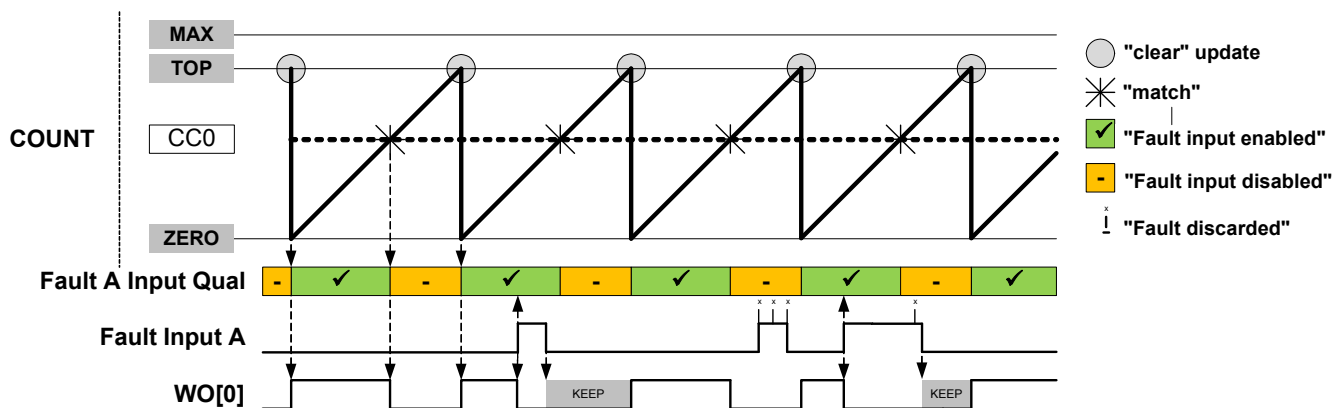 MAX
TOP
COUNT
CC0
ZERO
"clear" update
"match"
"Fault input enabled"
"Fault input disabled"
"Fault discarded"
x
Fault A Input Qual
- ✓ - ✓ - ✓ - ✓ - ✓
-
x x x x
Fault Input A
WO[0]
KEEP
KEEP